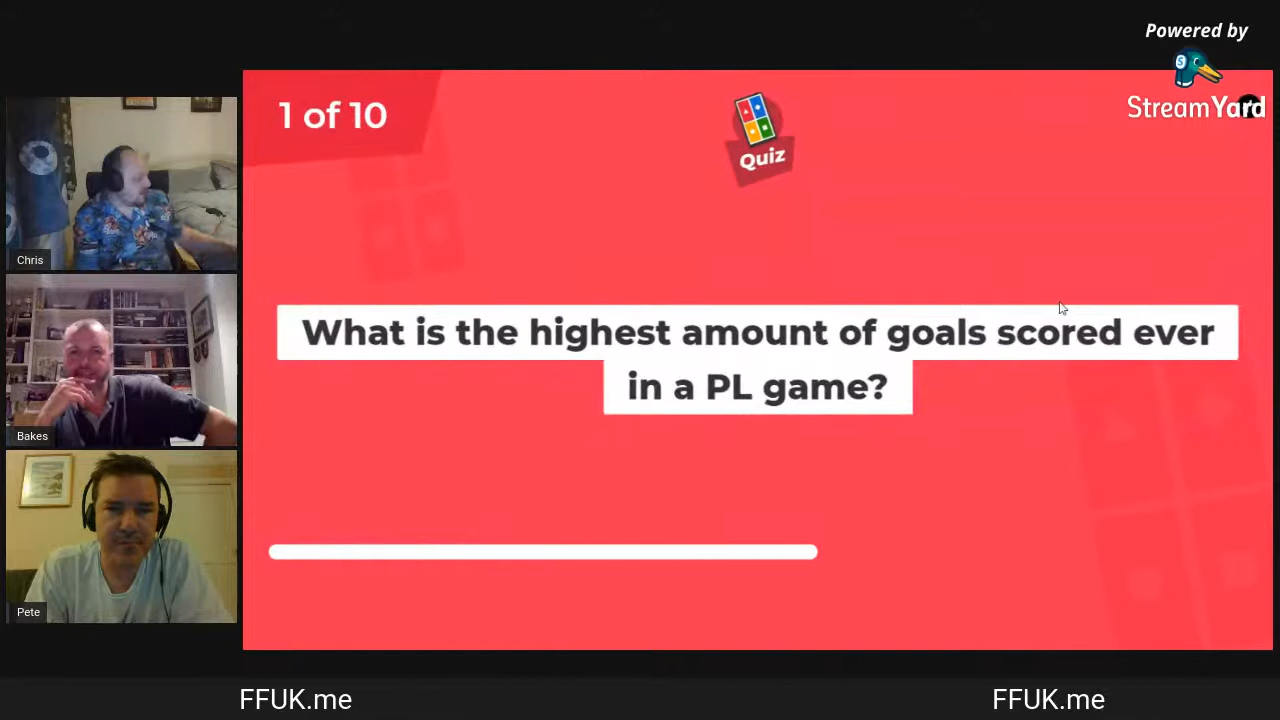 Powered by
StreamYard
1 of 10
Quiz
What is the highest amount of goals scored ever
in a PL game?
Chris
Bakes
Pete
FFUK.me
FFUK.me